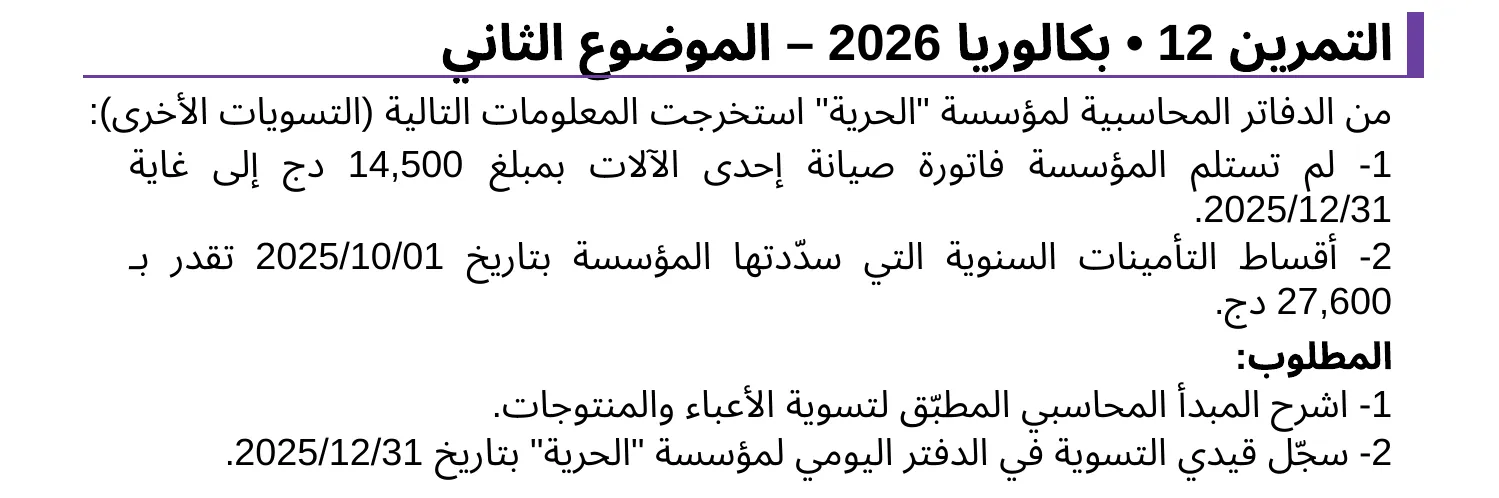 التمرين 12 • بكالوريا 2026 – الموضوع الثاني
من الدفاتر المحاسبية لمؤسسة "الحرية" استخرجت المعلومات التالية (التسويات الأخرى):
1- لم تستلم المؤسسة فاتورة صيانة إحدى الآلات بمبلغ 14,500 دج إلى غاية
2025/12/31.
2- أقساط التأمينات السنوية التي سدّدتها المؤسسة بتاريخ 2025/10/01 تقدر بـ
27,600 دج.
المطلوب:
1- اشرح المبدأ المحاسبي المطبّق لتسوية الأعباء والمنتوجات.
2- سجّل قيدي التسوية في الدفتر اليومي لمؤسسة "الحرية" بتاريخ 2025/12/31.